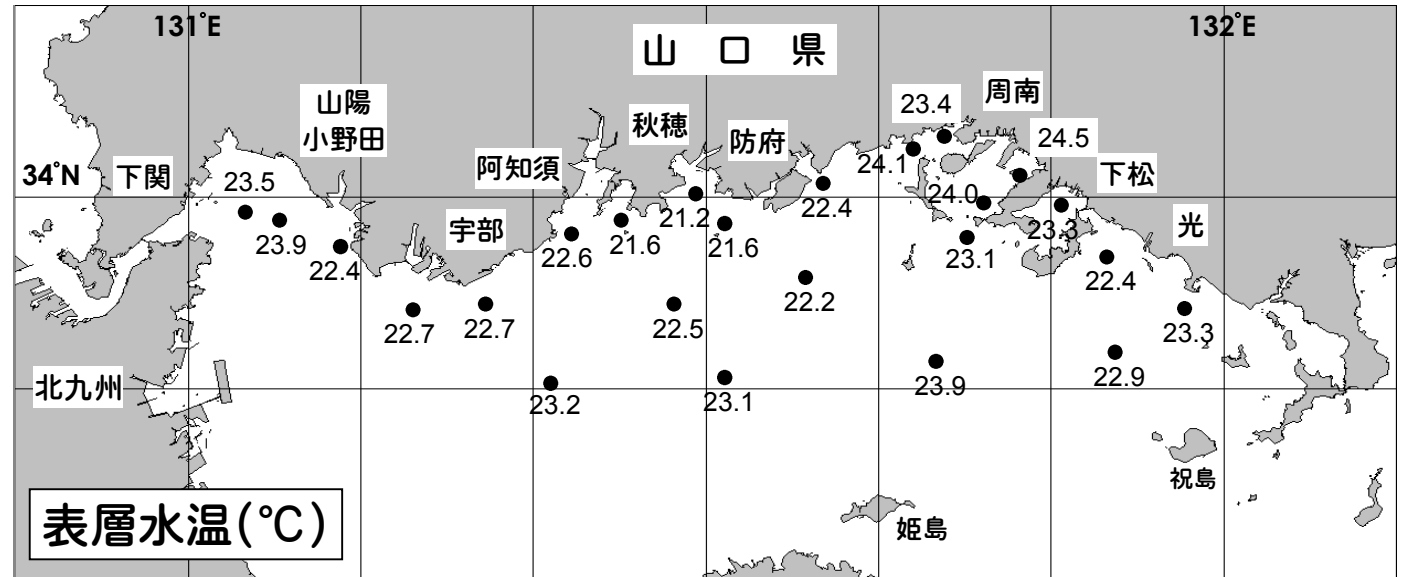 131°E
132°E
山口県
山陽
小野田
秋穂
防府
周南
阿知須
下松
34°N
下関
宇部
光
23.4
24.5
24.1
23.5
24.0
22.4
21.2
23.9
22.6
21.6
21.6
23.1
23.3
22.4
22.4
22.2
22.7
22.7
22.5
23.3
22.9
23.9
23.2
23.1
北九州
祝島
姫島
表層水温(℃)